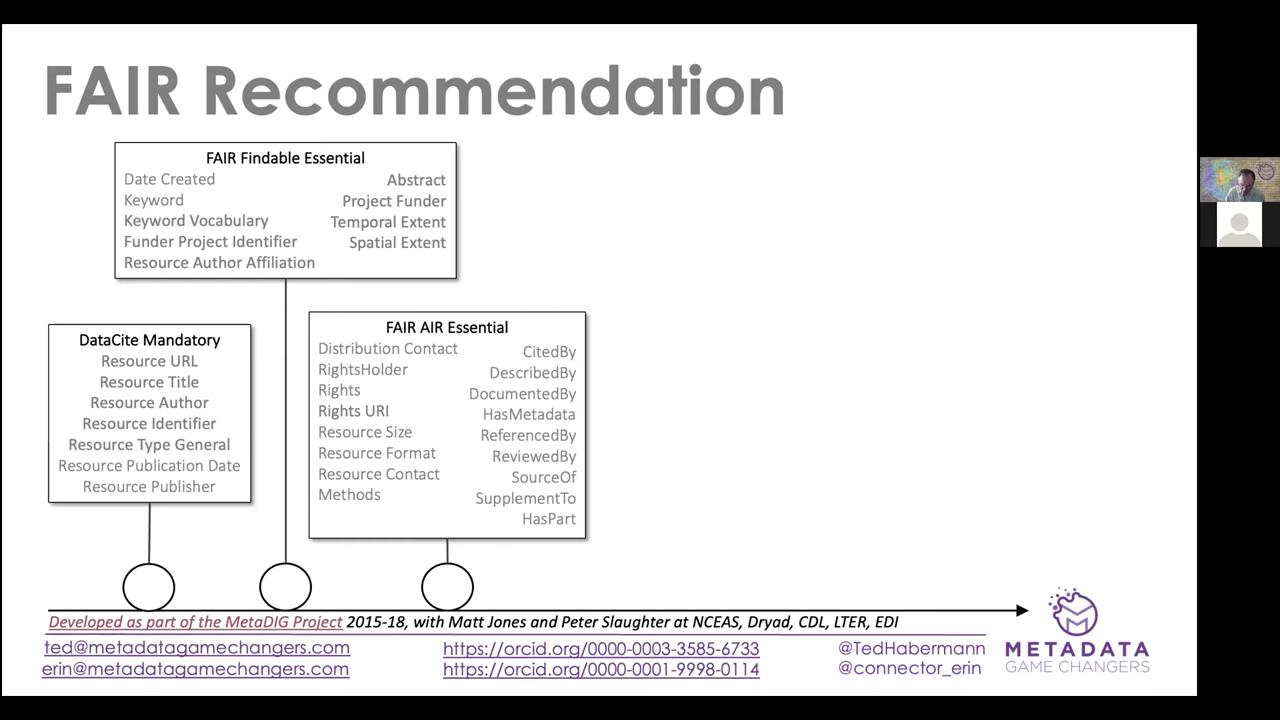 FAIR Recommendation
FAIR Findable Essential
Date Created
Keyword
Keyword Vocabulary
Funder Project Identifier
Resource Author Affiliation
Abstract
Project Funder
Temporal Extent
Spatial Extent
DataCite Mandatory
Resource URL
Resource Title
Resource Author
Resource Identifier
Resource Type General
Resource Publication Date
Resource Publisher
FAIR AIR Essential
Distribution Contact
RightsHolder
Rights
Rights URI
Resource Size
Resource Format
Resource Contact
Methods
CitedBy
DescribedBy
DocumentedBy
HasMetadata
ReferencedBy
ReviewedBy
SourceOf
SupplementTo
HasPart
Developed as part of the MetaDIG Project 2015-18, with Matt Jones and Peter Slaughter at NCEAS, Dryad, CDL, LTER, EDI
ted@metadatagamechangers.com
erin@metadatagamechangers.com
https://orcid.org/0000-0003-3585-6733
https://orcid.org/0000-0001-9998-0114
@TedHabermann
@connector_erin
METADATA
GAME CHANGERS